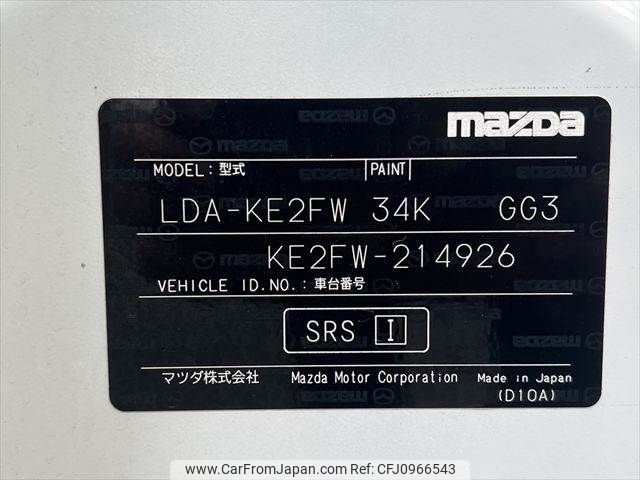 mazda
MODEL:型式 PAINT
LDA-KE2FW 34K GG3
KE2FW-214926
VEHICLE ID.NO.:車台番号
SRS I
マツダ株式会社 Mazda Motor Corporation Made in Japan
(D10A)
© CarFromJapan.com - CFJ0966543